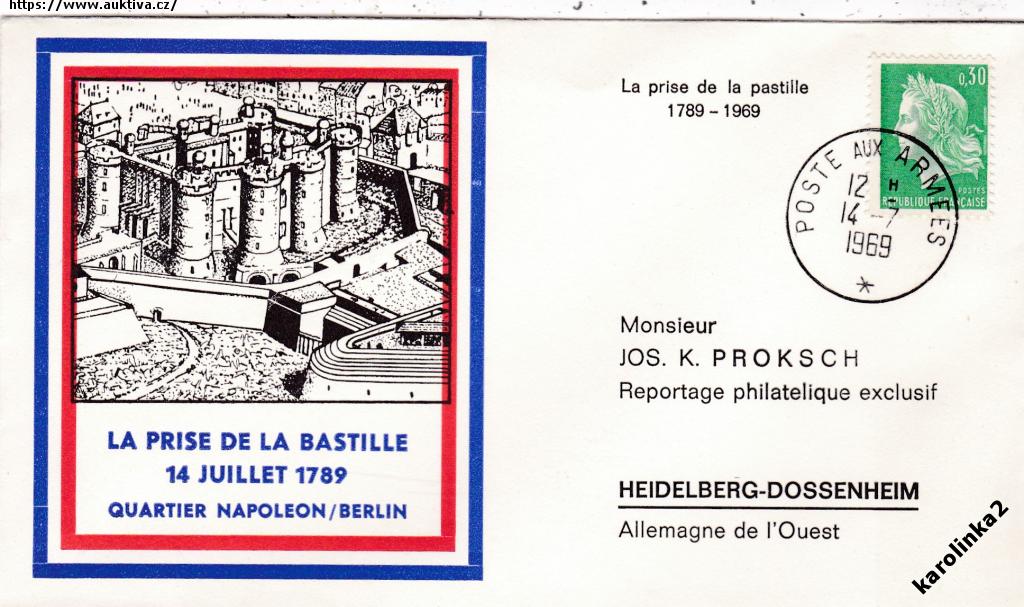 https://www.auktiva.cz/
La prise de la pastille
1789 - 1969
0,30
POSTES
REPUBLIQUE FRANÇAISE
POSTE AUX ARMEES
12 H
14 - 7
1969
*
LA PRISE DE LA BASTILLE
14 JUILLET 1789
QUARTIER NAPOLEON/BERLIN
Monsieur
JOS. K. PROKSCH
Reportage philatelique exclusif
HEIDELBERG-DOSSENHEIM
Allemagne de l'Ouest
karolinka2